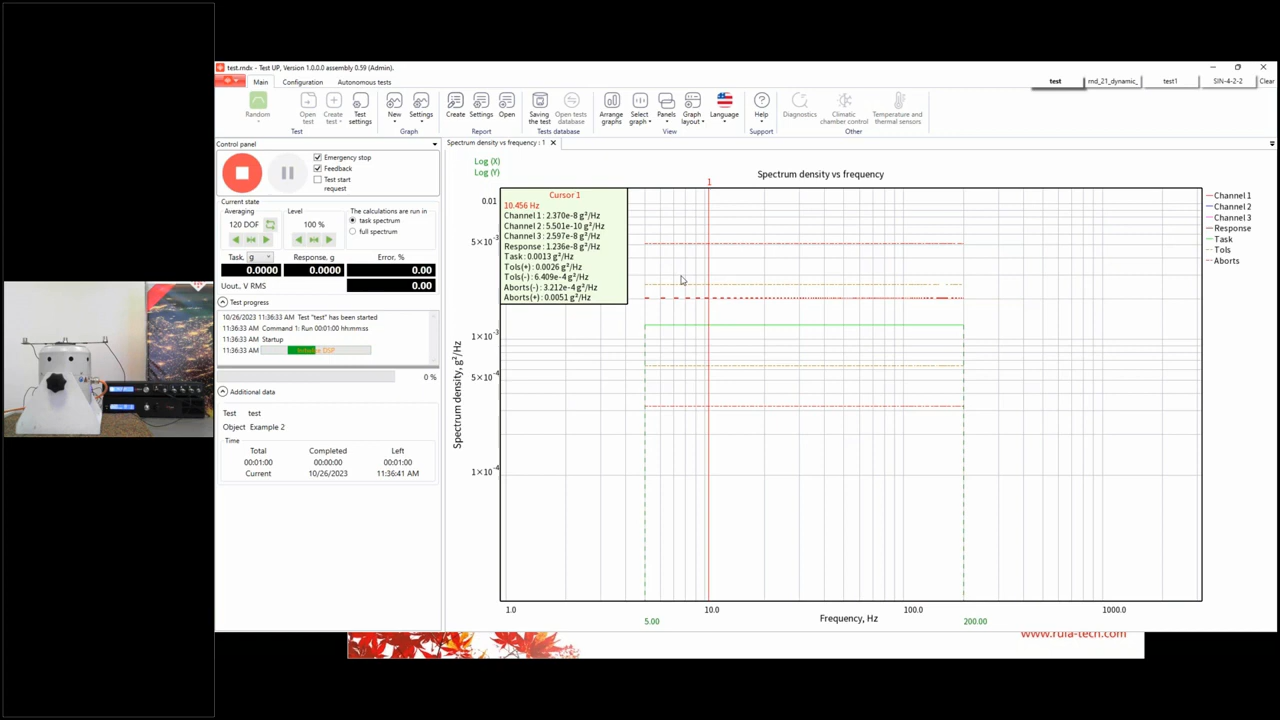 test.rndx - Test UP, Version 1.0.0.0 assembly 0.59 (Admin).
Main Configuration Autonomous tests
test rnd_21_dynamic_ test1 SIN-4-2-2 Clear
Random Open test Create test Test settings New Settings Create Settings Open Saving the test Open tests database Arrange graphs Select graph Panels Graph layout Language Help Diagnostics Climatic chamber control Temperature and thermal sensors
Test Graph Report Tests database View Support Other
Control panel
Spectrum density vs frequency : 1
Emergency stop
Feedback
Test start request
Current state
Averaging Level The calculations are run in
120 DOF 100 % task spectrum
full spectrum
Task, g Response, g Error, %
0.0000 0.0000 0.00
Uout, V RMS 0.00
Test progress
10/26/2023 11:36:33 AM Test "test" has been started
11:36:33 AM Command 1: Run 00:01:00 hh:mm:ss
11:36:33 AM Startup
11:36:33 AM
0 %
Additional data
Test test
Object Example 2
Time
Total Completed Left
00:01:00 00:00:00 00:01:00
Current 10/26/2023 11:36:41 AM
Log (X)
Log (Y)
1
Spectrum density vs frequency
Cursor 1
10.456 Hz
Channel 1: 2.370e-8 g²/Hz
Channel 2: 5.501e-10 g²/Hz
Channel 3: 2.597e-8 g²/Hz
Response: 1.236e-8 g²/Hz
Task: 0.0013 g²/Hz
Tols(+): 0.0026 g²/Hz
Tols(-): 6.409e-4 g²/Hz
Aborts(-): 3.212e-4 g²/Hz
Aborts(+): 0.0051 g²/Hz
0.01
5×10⁻³
1×10⁻³
5×10⁻⁴
1×10⁻⁴
Spectrum density, g²/Hz
1.0 10.0 100.0 1000.0
Frequency, Hz
5.00 200.00
Channel 1
Channel 2
Channel 3
Response
Task
Tols
Aborts
www.rula-tech.com